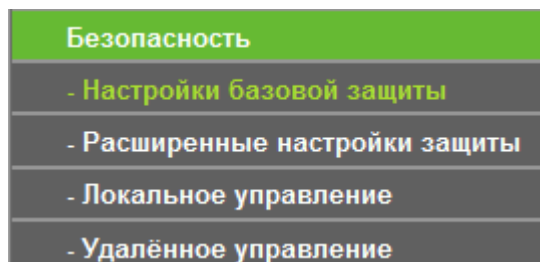 Безопасность
- Настройки базовой защиты
- Расширенные настройки защиты
- Локальное управление
- Удалённое управление